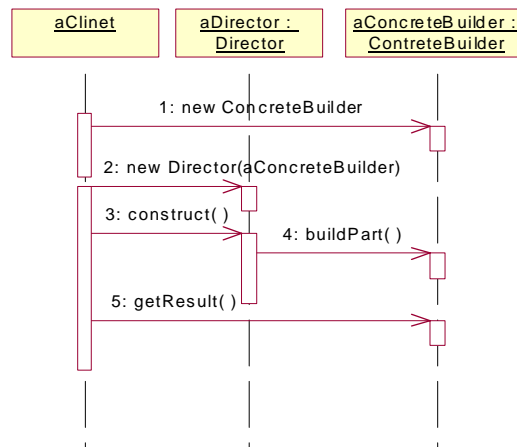 aClinet
aDirector :
Director
aConcreteBuilder :
ContreteBuilder
1: new ConcreteBuilder
2: new Director(aConcreteBuilder)
3: construct( )
4: buildPart( )
5: getResult( )